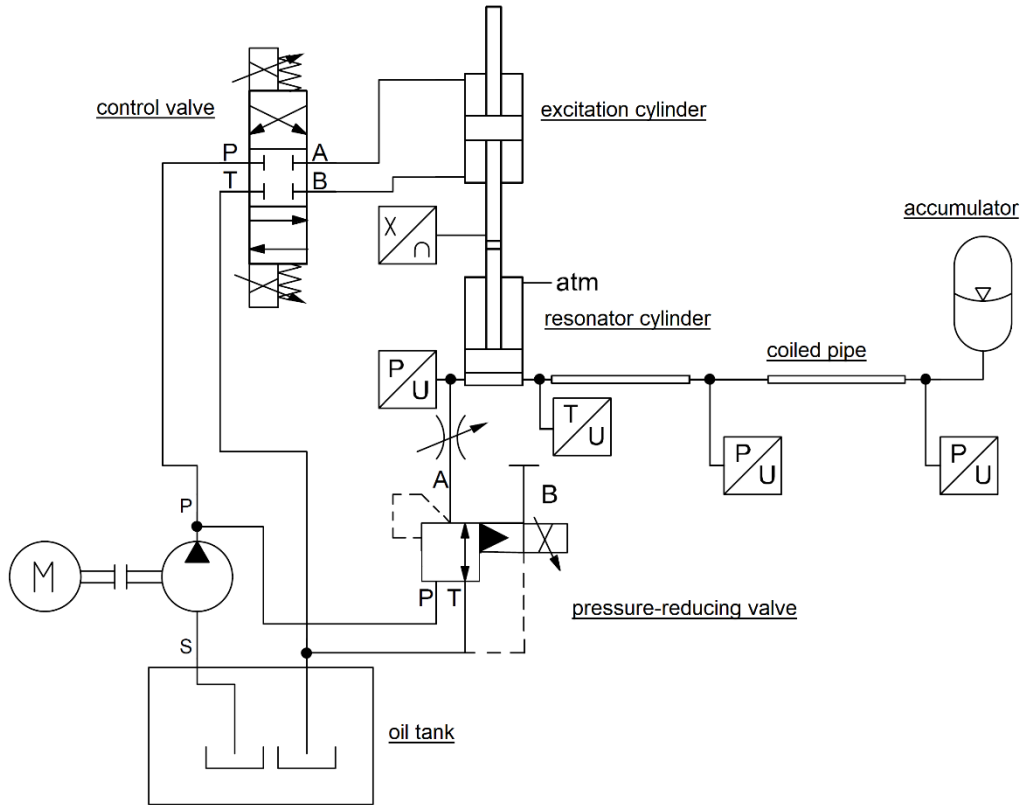 control valve
P
A
T
B
excitation cylinder
X
∩
accumulator
atm
resonator cylinder
coiled pipe
P
U
T
U
P
U
P
U
A
B
P
M
P
T
pressure-reducing valve
S
oil tank